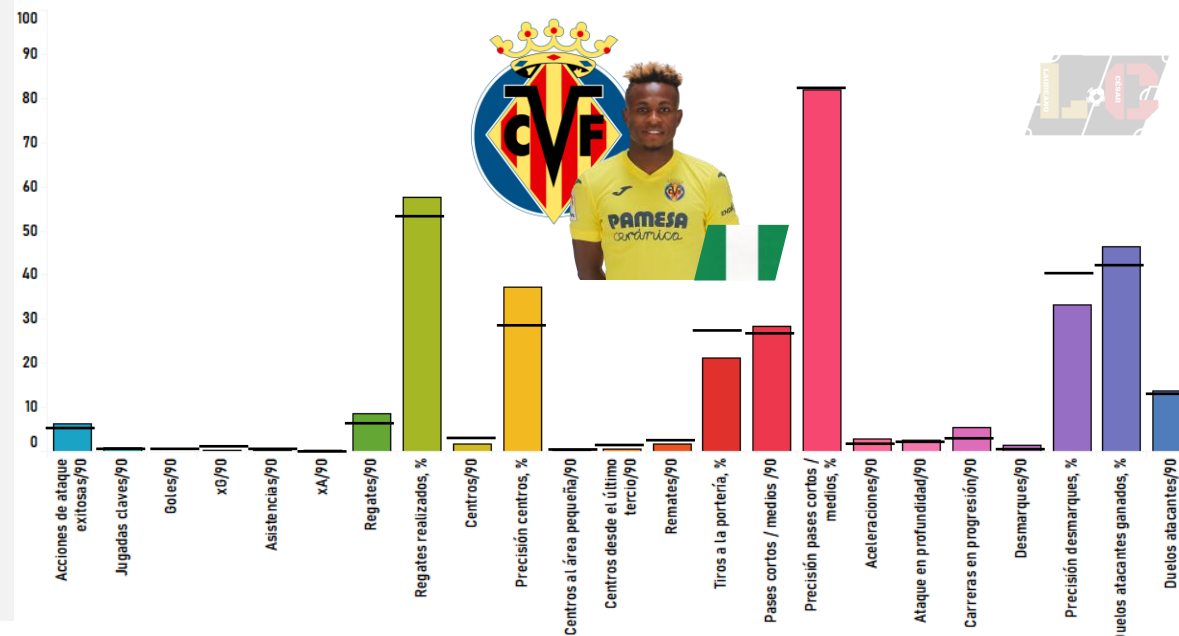 100
90
80
70
60
50
40
30
20
10
0
CVF
PAMESA
cerámica
LAUREANO
CÉSAR
LC
Acciones de ataque
exitosas/90
Jugadas claves/90
Goles/90
xG/90
Asistencias/90
xA/90
Regates/90
Regates realizados, %
Centros/90
Precisión centros, %
Centros al área pequeña/90
Centros desde el último
tercio/90
Remates/90
Tiros a la portería, %
Pases cortos / medios /90
Precisión pases cortos /
medios, %
Aceleraciones/90
Ataque en profundidad/90
Carreras en progresión/90
Desmarques/90
Precisión desmarques, %
Duelos atacantes ganados, %
Duelos atacantes/90